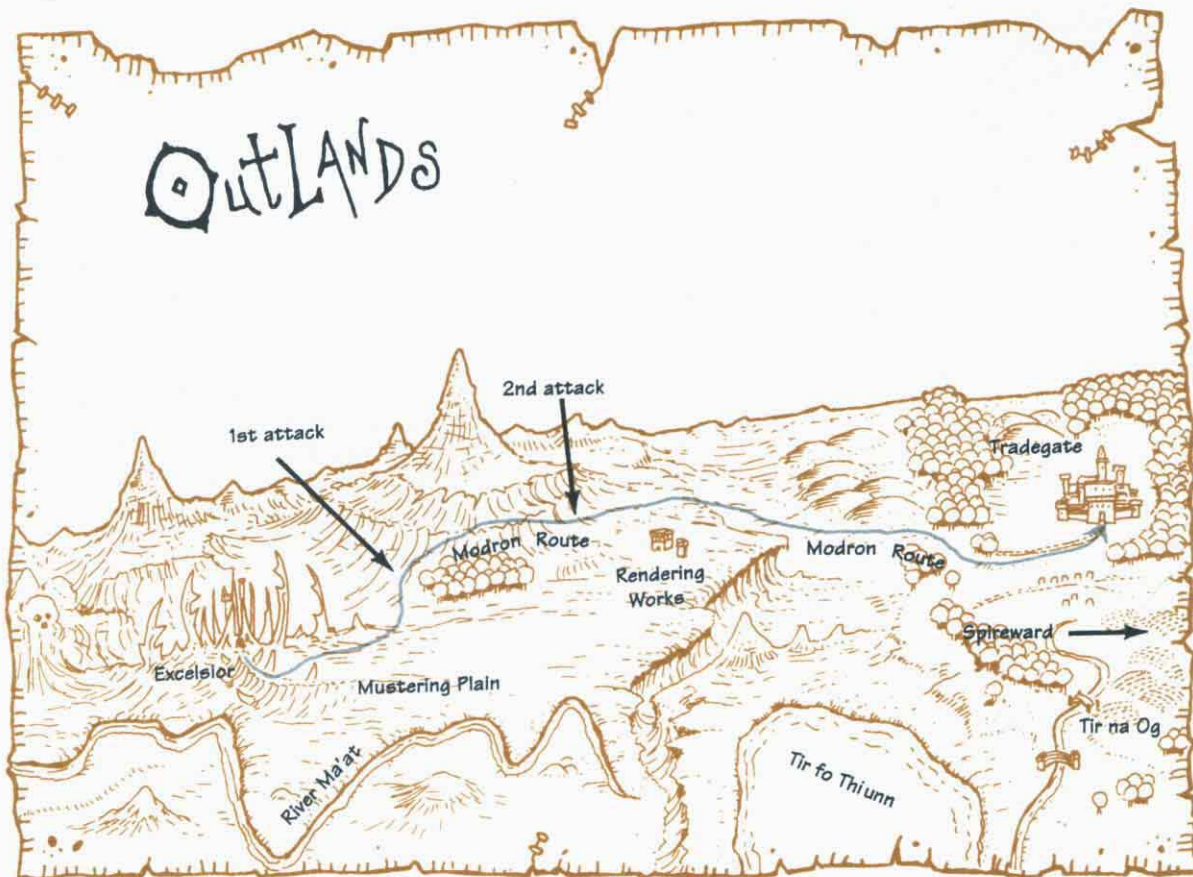 OutLANDS
2nd attack
1st attack
Tradegate
Modron Route
Modron Route
Rendering
Works
Spireward
Excelsior
Mustering Plain
Tir na Og
River Ma'at
Tir fo Thiunn